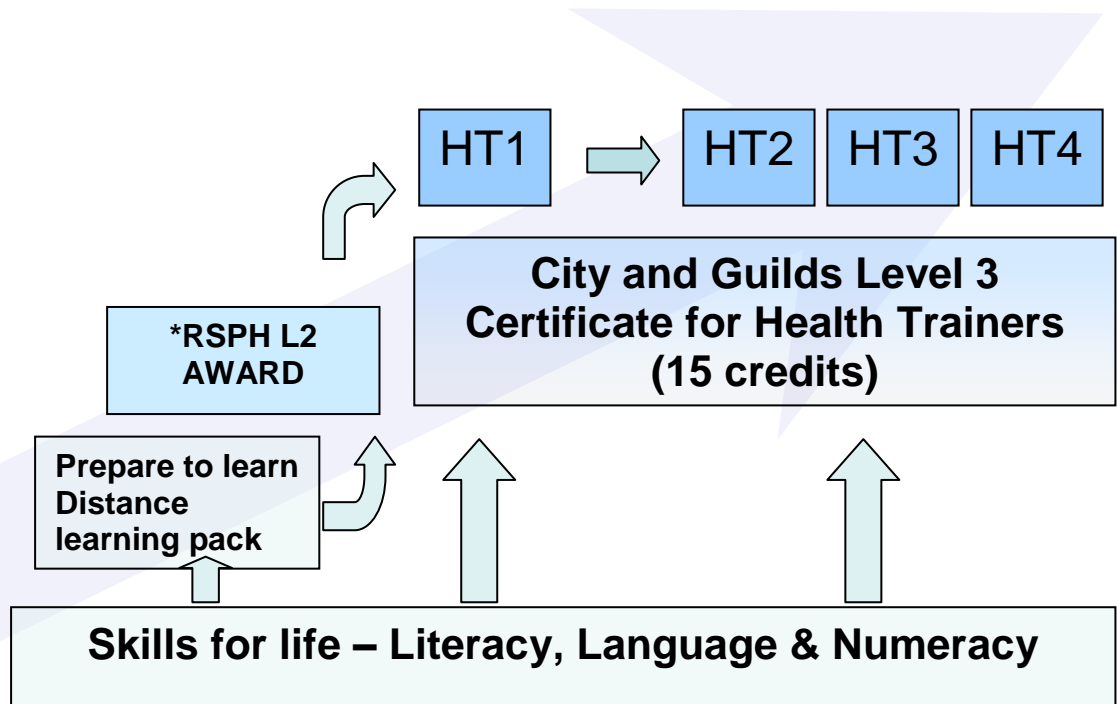 HT1
HT2
HT3
HT4
City and Guilds Level 3
Certificate for Health Trainers
(15 credits)
*RSPH L2
AWARD
Prepare to learn
Distance
learning pack
Skills for life – Literacy, Language & Numeracy